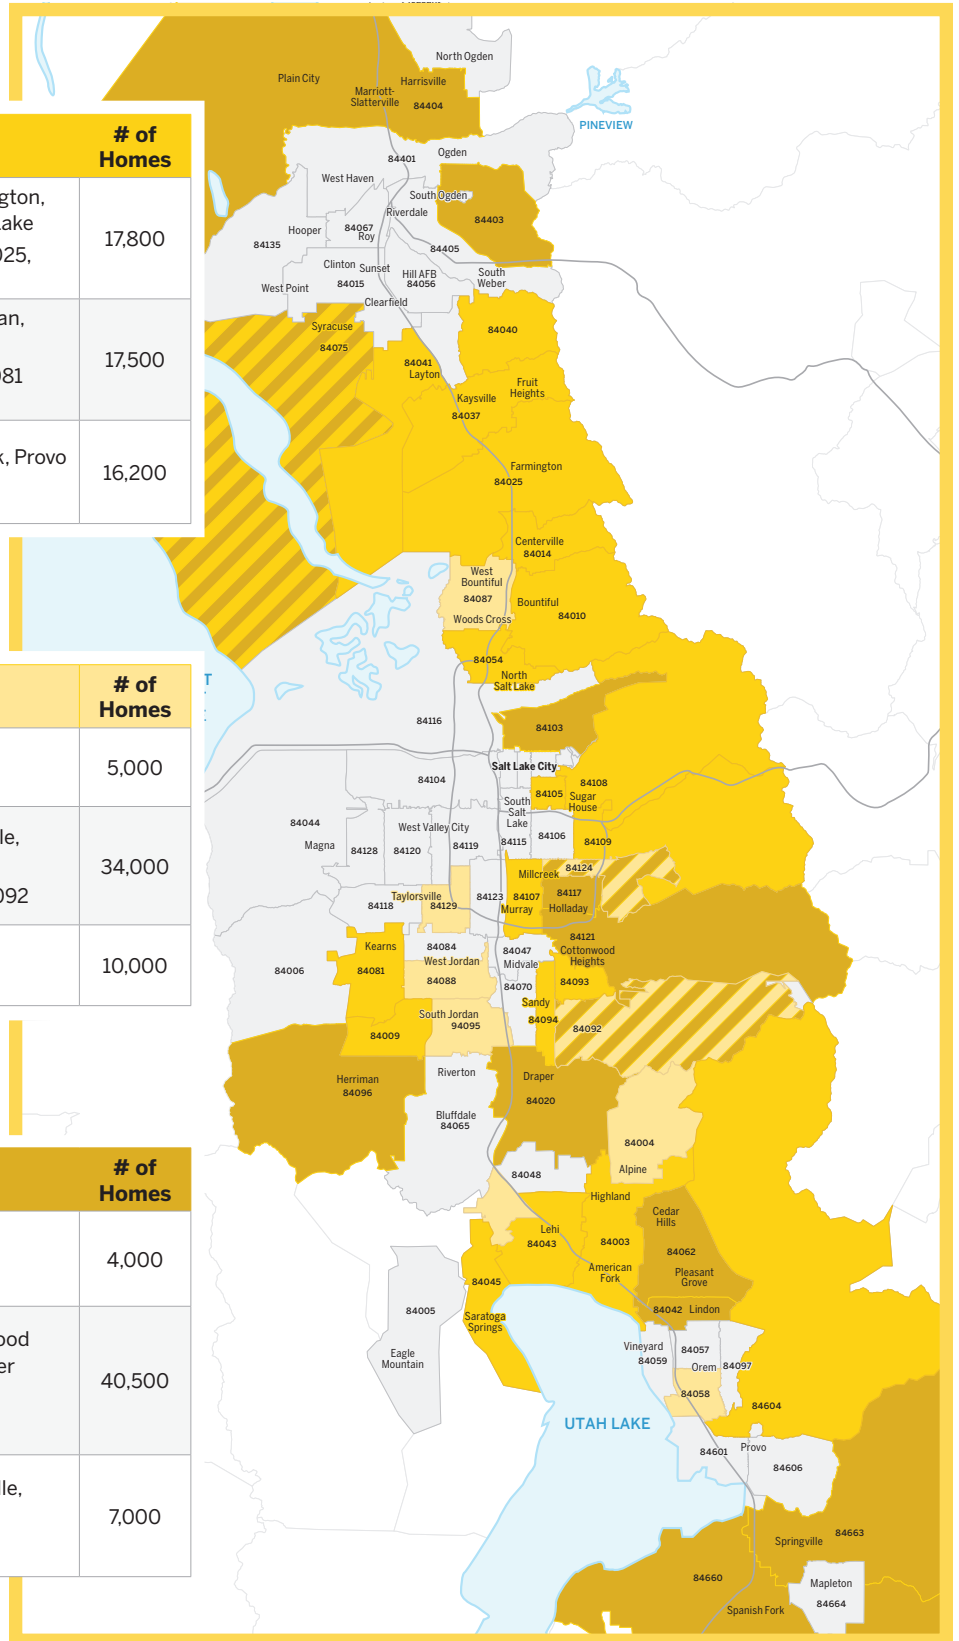 North Ogden
Plain City
Harrisville
Marriott-
Slatterville
84404
PINEVIEW
84401
Ogden
West Haven
South Ogden
Riverdale
84403
Hooper
84067
Roy
84135
84405
Clinton
Sunset
84015
Hill AFB
84056
South
Weber
West Point
Clearfield
Syracuse
84075
84040
84041
Layton
Fruit
Heights
Kaysville
84037
Farmington
84025
Centerville
84014
West
Bountiful
84087
Bountiful
84010
Woods Cross
84054
North
Salt Lake
84116
84103
Salt Lake City
84104
84108
84105
Sugar
House
South
Salt
Lake
84044
Magna
West Valley City
84128
84120
84119
84115
84106
84109
84124
Millcreek
84117
Holladay
84107
Murray
84123
Taylorsville
84129
84118
84121
Cottonwood
Heights
Kearns
84081
84084
West Jordan
84088
84047
Midvale
84070
84093
84006
Sandy
84094
84092
South Jordan
94095
84009
Herriman
84096
Riverton
Draper
84020
Bluffdale
84065
84004
Alpine
84048
Highland
Cedar
Hills
Lehi
84043
84003
84062
American
Fork
Pleasant
Grove
84045
Saratoga
Springs
84042 Lindon
84005
Eagle
Mountain
Vineyard
84059
84057
Orem
84097
84058
84604
UTAH LAKE
84601
Provo
84606
84663
Springville
84660
Mapleton
84664
Spanish Fork
# of
Homes
gton,
Lake
025,
17,800
an,
081
17,500
k, Provo
16,200
T
# of
Homes
5,000
le,
092
34,000
10,000
# of
Homes
4,000
ood
er
40,500
lle,
7,000